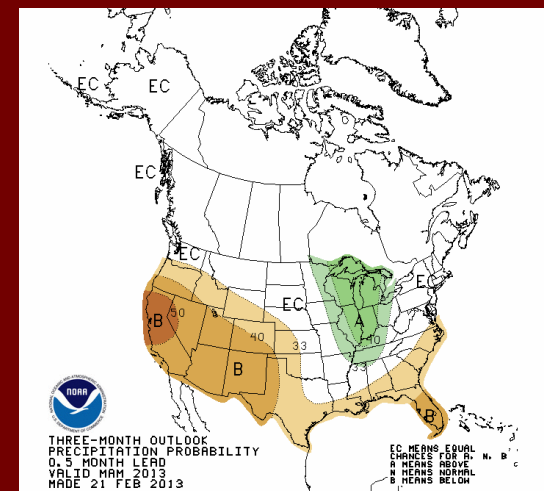 EC
EC
EC
EC
EC
EC
B
50
A
40
40
33
33
B
B
NOAA
THREE-MONTH OUTLOOK
PRECIPITATION PROBABILITY
0.5 MONTH LEAD
VALID MAM 2013
MADE 21 FEB 2013
EC MEANS EQUAL
CHANCES FOR A, N, B
A MEANS ABOVE
N MEANS NORMAL
B MEANS BELOW